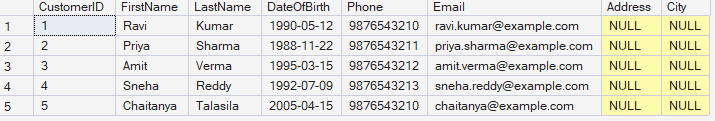 CustomerID FirstName LastName DateOfBirth Phone Email Address City
1 1 Ravi Kumar 1990-05-12 9876543210 ravi.kumar@example.com NULL NULL
2 2 Priya Sharma 1988-11-22 9876543211 priya.sharma@example.com NULL NULL
3 3 Amit Verma 1995-03-15 9876543212 amit.verma@example.com NULL NULL
4 4 Sneha Reddy 1992-07-09 9876543213 sneha.reddy@example.com NULL NULL
5 5 Chaitanya Talasila 2005-04-15 9876543210 chaitanya@example.com NULL NULL